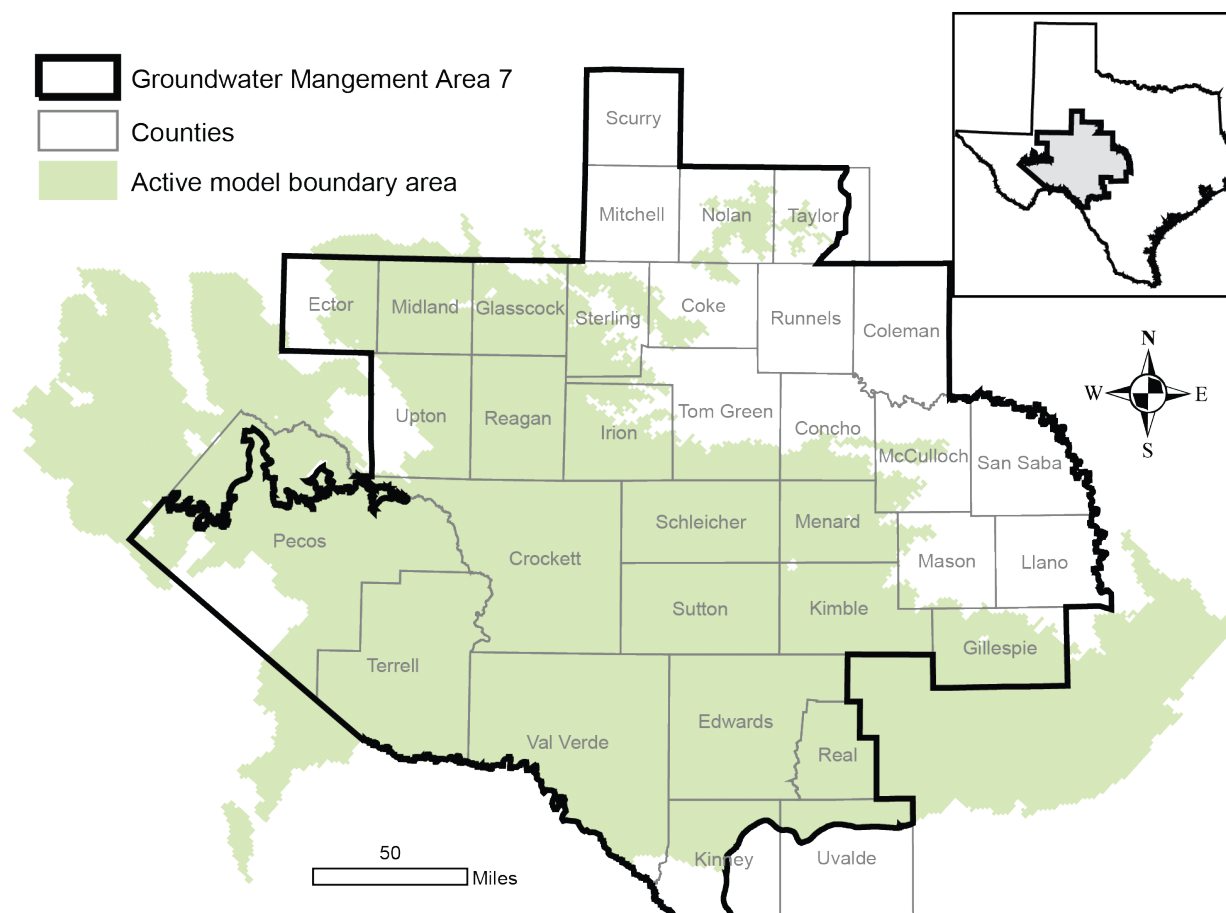 Groundwater Mangement Area 7
Counties
Active model boundary area
Scurry
Mitchell
Nolan
Taylor
Ector
Midland
Glasscock
Sterling
Coke
Runnels
Coleman
Upton
Reagan
Irion
Tom Green
Concho
McCulloch
San Saba
Pecos
Crockett
Schleicher
Menard
Mason
Llano
Terrell
Sutton
Kimble
Gillespie
Val Verde
Edwards
Real
Kinney
Uvalde
N
W
E
S
50
Miles